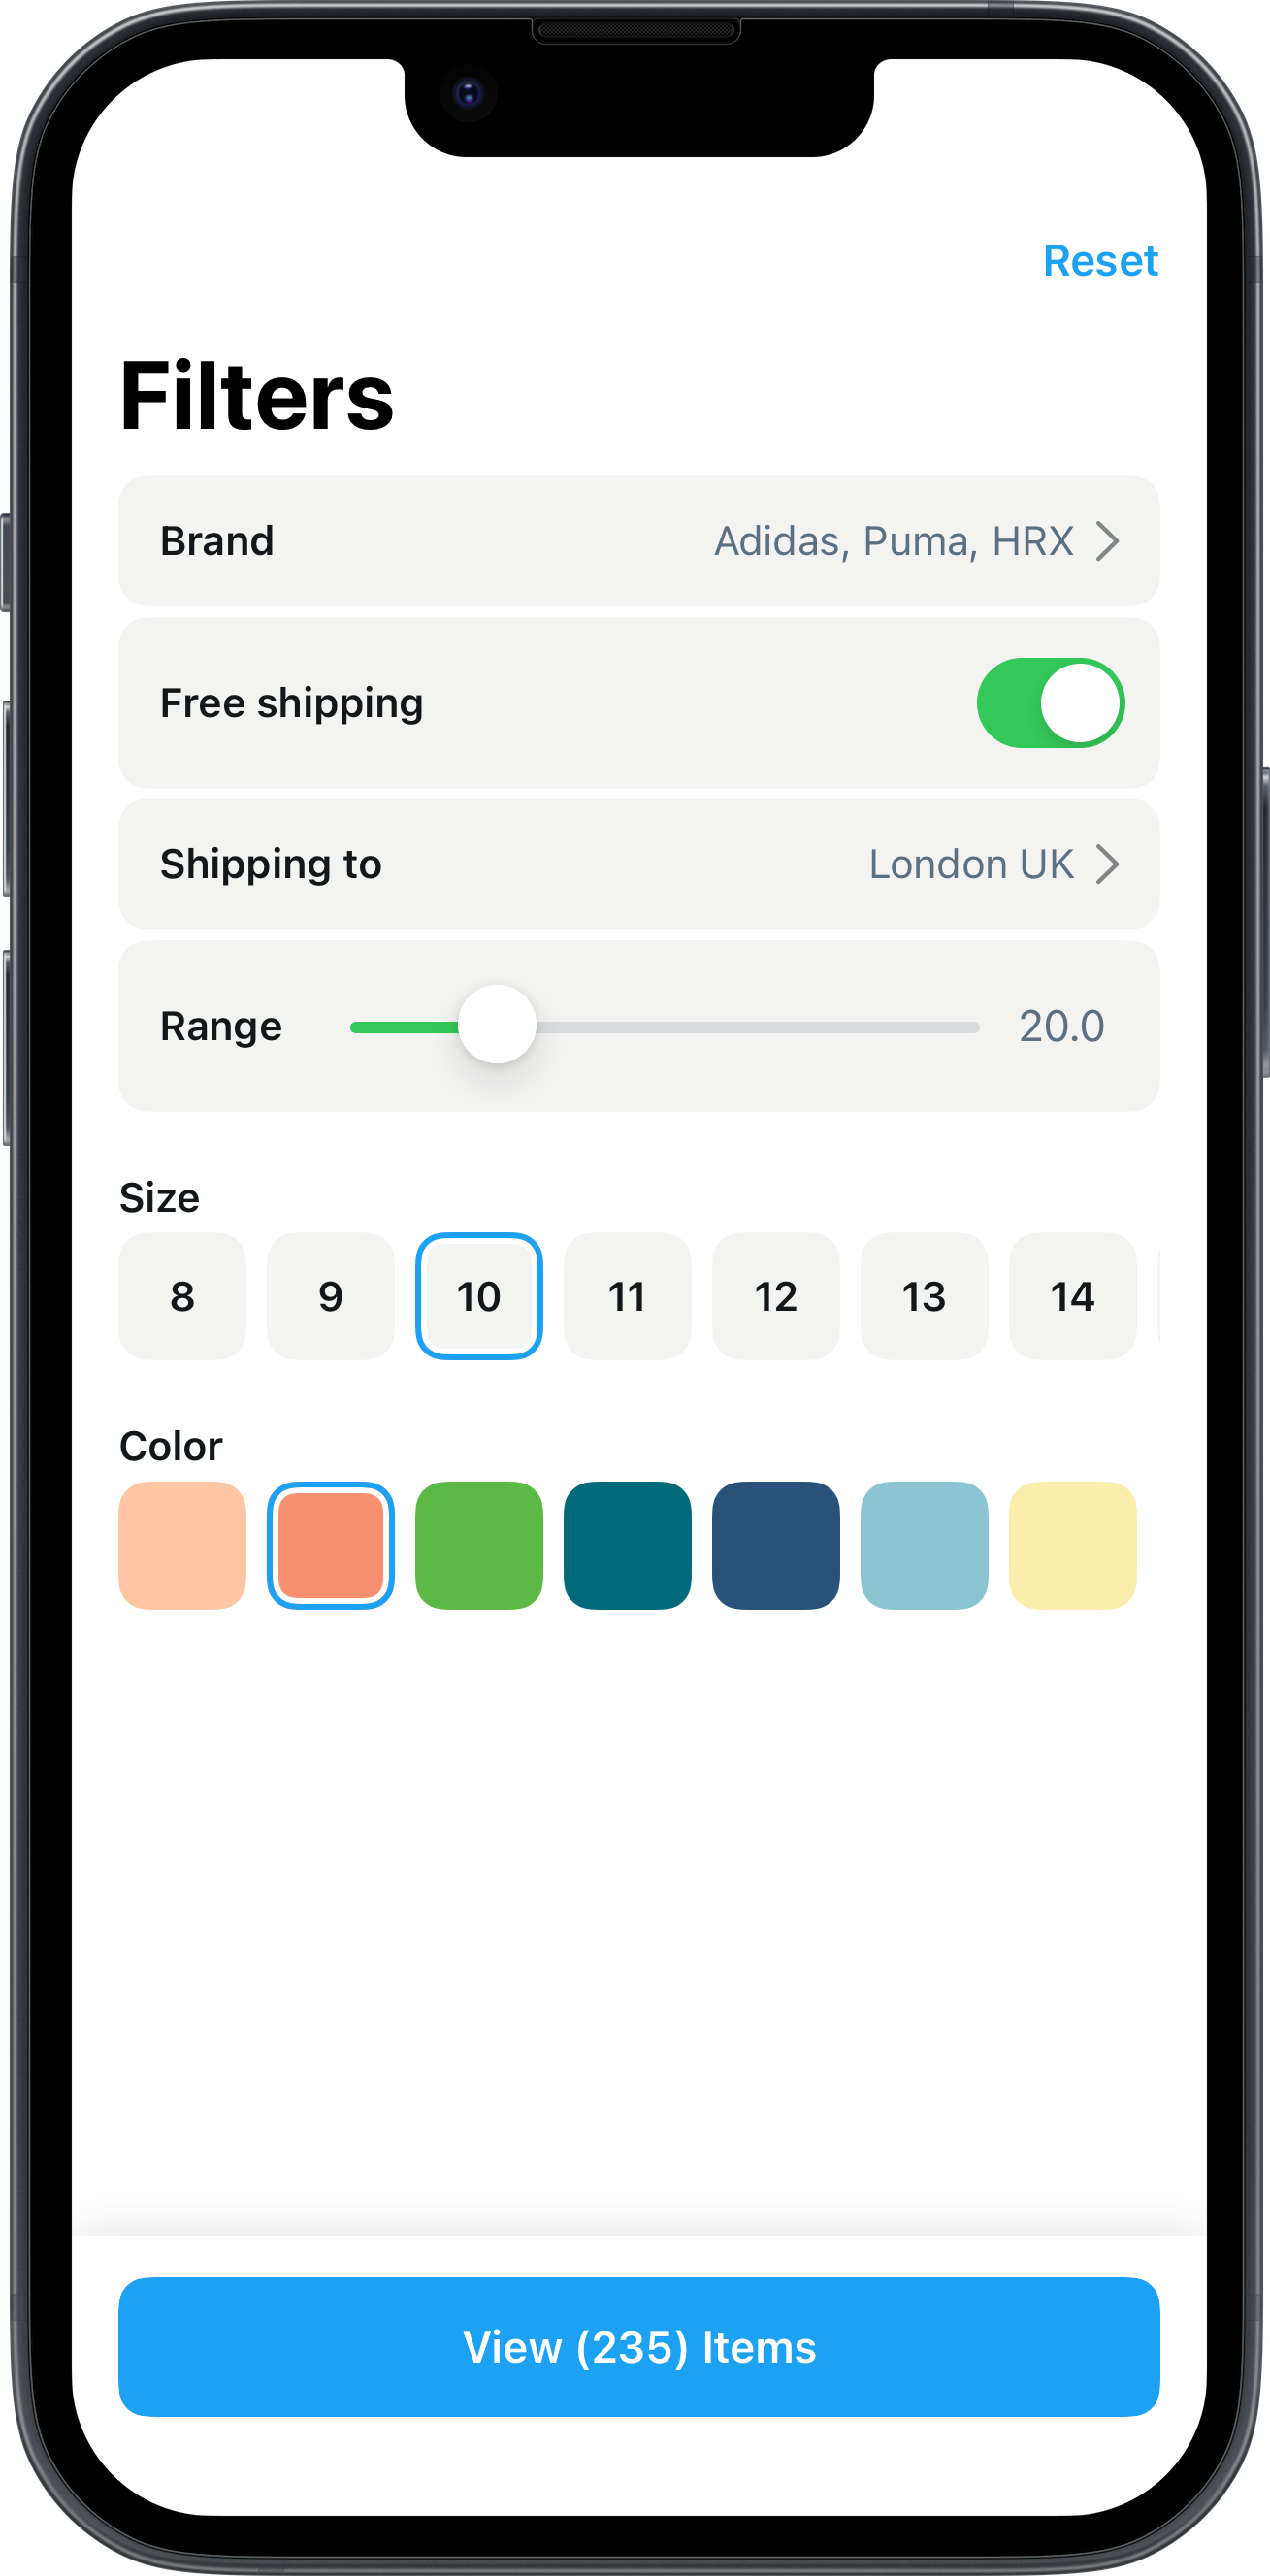 Reset
Filters
Brand Adidas, Puma, HRX
Free shipping
Shipping to London UK
Range 20.0
Size
8 9 10 11 12 13 14
Color
View (235) Items